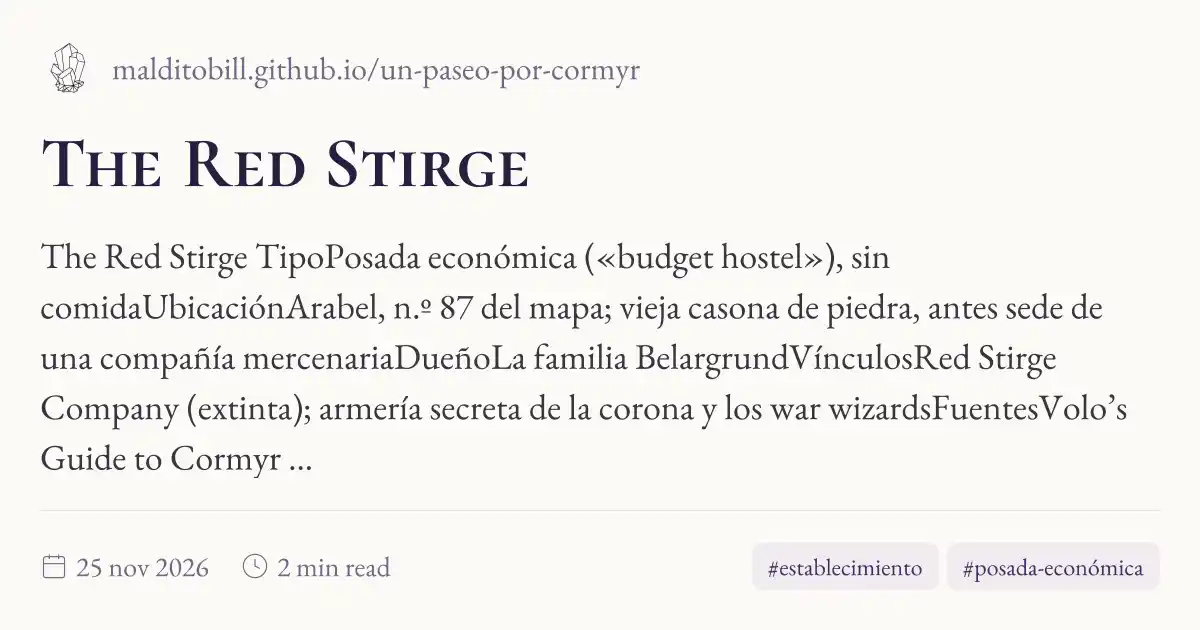 malditobill.github.io/un-paseo-por-cormyr
The Red Stirge
The Red Stirge TipoPosada económica («budget hostel»), sin
comidaUbicaciónArabel, n.º 87 del mapa; vieja casona de piedra, antes sede de
una compañía mercenariaDueñoLa familia BelargrundVínculosRed Stirge
Company (extinta); armería secreta de la corona y los war wizardsFuentesVolo’s
Guide to Cormyr ...
25 nov 2026 2 min read #establecimiento #posada-económica